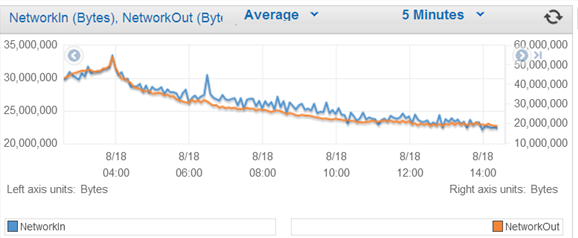 NetworkIn (Bytes), NetworkOut (Byte Average 5 Minutes
35,000,000 60,000,000
50,000,000
30,000,000 40,000,000
30,000,000
25,000,000 20,000,000
20,000,000 10,000,000
8/18 8/18 8/18 8/18 8/18 8/18
04:00 06:00 08:00 10:00 12:00 14:00
Left axis units: Bytes Right axis units: Bytes
NetworkIn NetworkOut